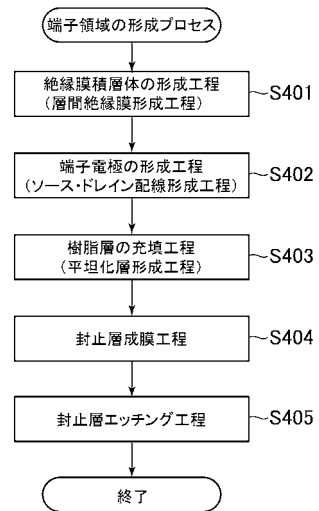 端子領域の形成プロセス
絶縁膜積層体の形成工程
(層間絶縁膜形成工程)
S401
端子電極の形成工程
(ソース・ドレイン配線形成工程)
S402
樹脂層の充填工程
(平坦化層形成工程)
S403
封止層成膜工程
S404
封止層エッチング工程
S405
終了